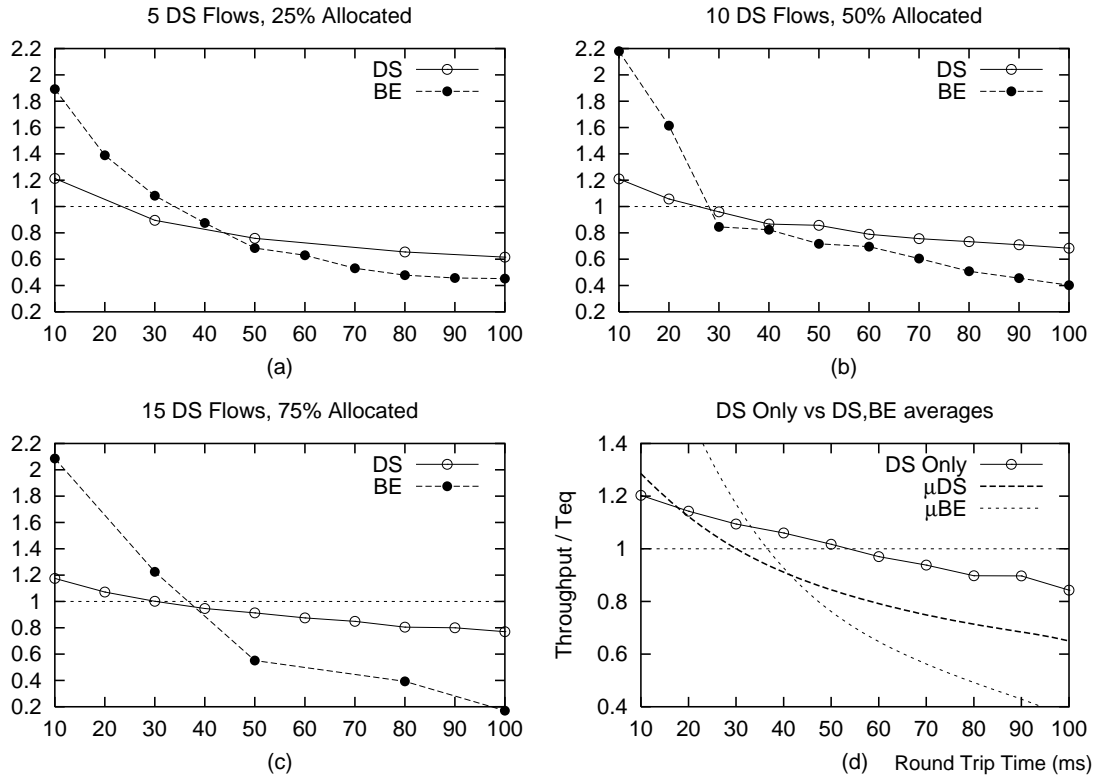 5 DS Flows, 25% Allocated
2.2
2
1.8
1.6
1.4
1.2
1
0.8
0.6
0.4
0.2
DS
BE
10 20 30 40 50 60 70 80 90 100
(a)
10 DS Flows, 50% Allocated
2.2
2
1.8
1.6
1.4
1.2
1
0.8
0.6
0.4
0.2
DS
BE
10 20 30 40 50 60 70 80 90 100
(b)
15 DS Flows, 75% Allocated
2.2
2
1.8
1.6
1.4
1.2
1
0.8
0.6
0.4
0.2
DS
BE
10 20 30 40 50 60 70 80 90 100
(c)
DS Only vs DS,BE averages
1.4
1.2
1
0.8
0.6
0.4
Throughput / Teq
DS Only
μDS
μBE
10 20 30 40 50 60 70 80 90 100
(d) Round Trip Time (ms)